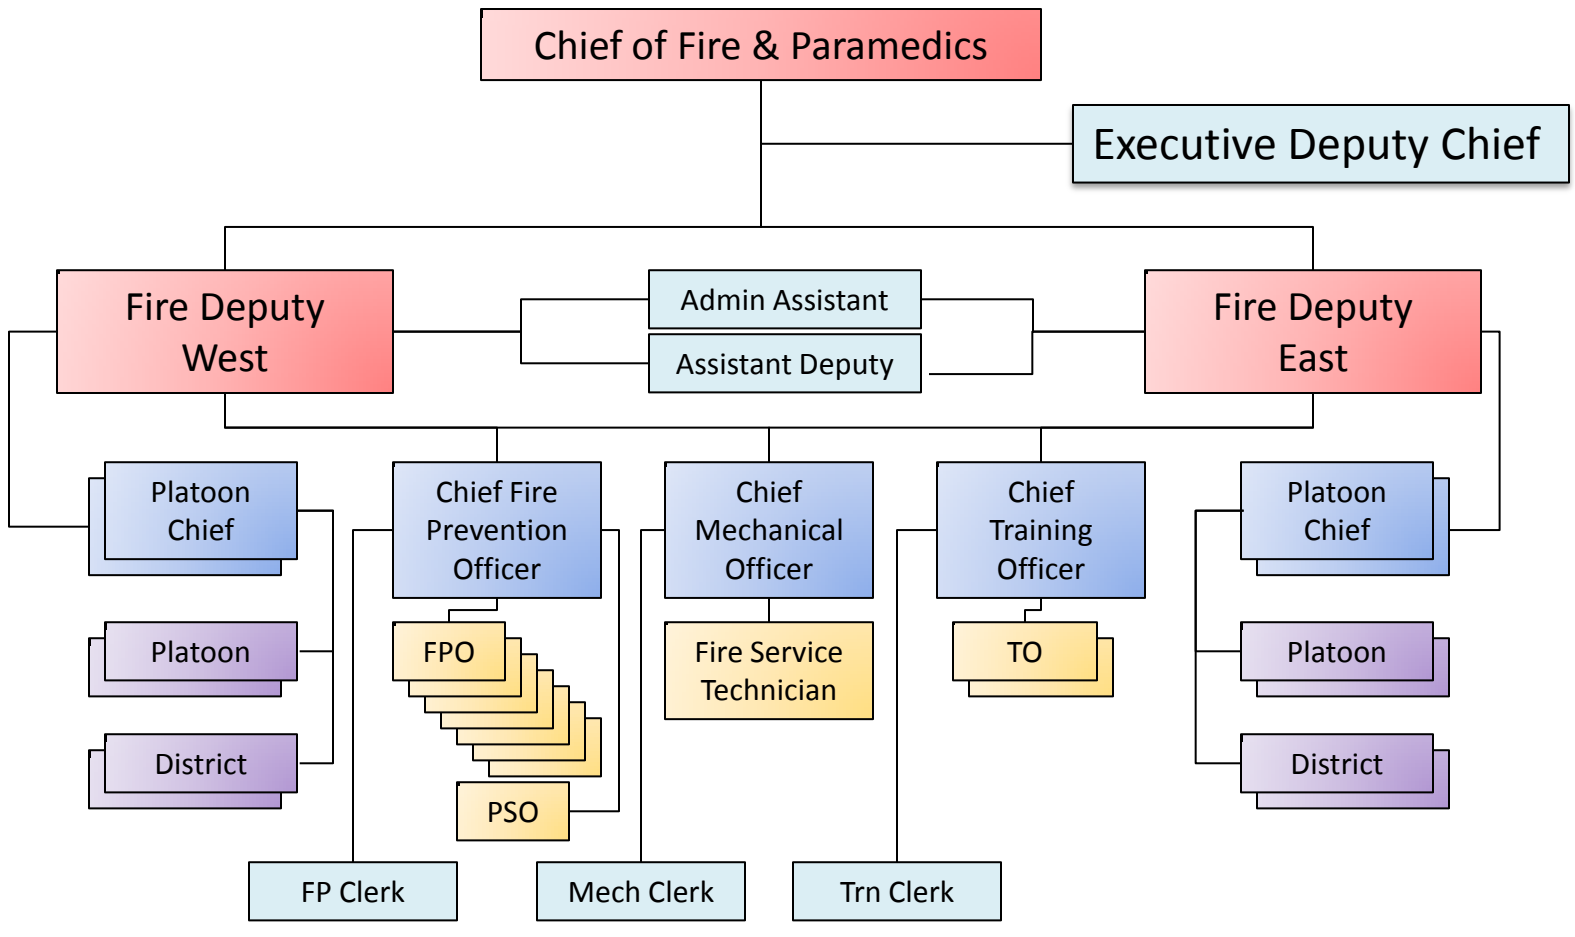 Chief of Fire & Paramedics
Executive Deputy Chief
Fire Deputy
West
Admin Assistant
Assistant Deputy
Fire Deputy
East
Platoon
Chief
Chief Fire
Prevention
Officer
Chief
Mechanical
Officer
Chief
Training
Officer
Platoon
Chief
Platoon
FPO
Fire Service
Technician
TO
Platoon
District
PSO
District
FP Clerk
Mech Clerk
Trn Clerk